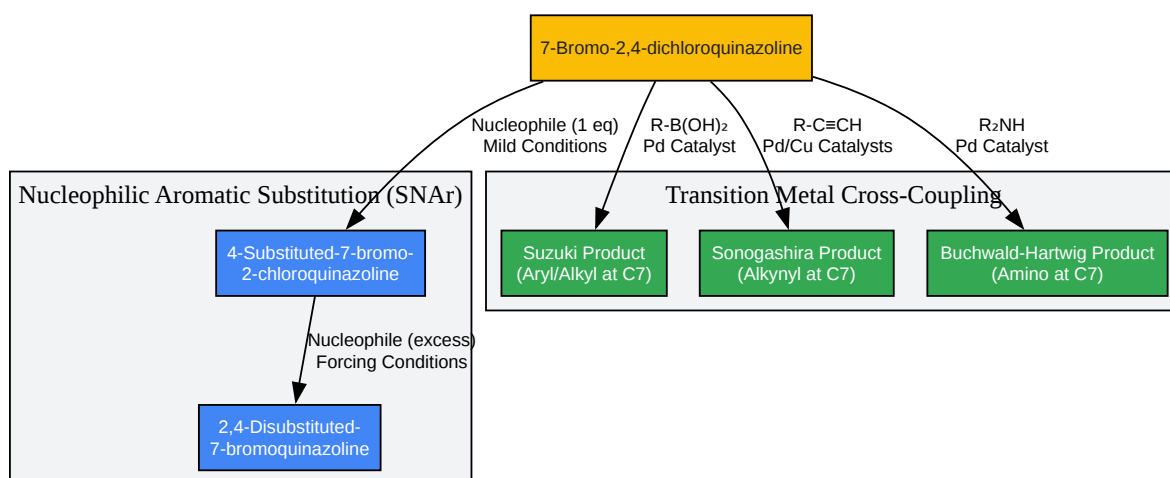 7-Bromo-2,4-dichloroquinazoline
Nucleophile (1 eq)
Mild Conditions
R-B(OH)₂
Pd Catalyst
R-C≡CH
Pd/Cu Catalysts
R₂NH
Pd Catalyst
Nucleophilic Aromatic Substitution (SNAr)
Transition Metal Cross-Coupling
4-Substituted-7-bromo-
2-chloroquinazoline
Suzuki Product
(Aryl/Alkyl at C7)
Sonogashira Product
(Alkynyl at C7)
Buchwald-Hartwig Product
(Amino at C7)
Nucleophile (excess)
Forcing Conditions
2,4-Disubstituted-
7-bromoquinazoline